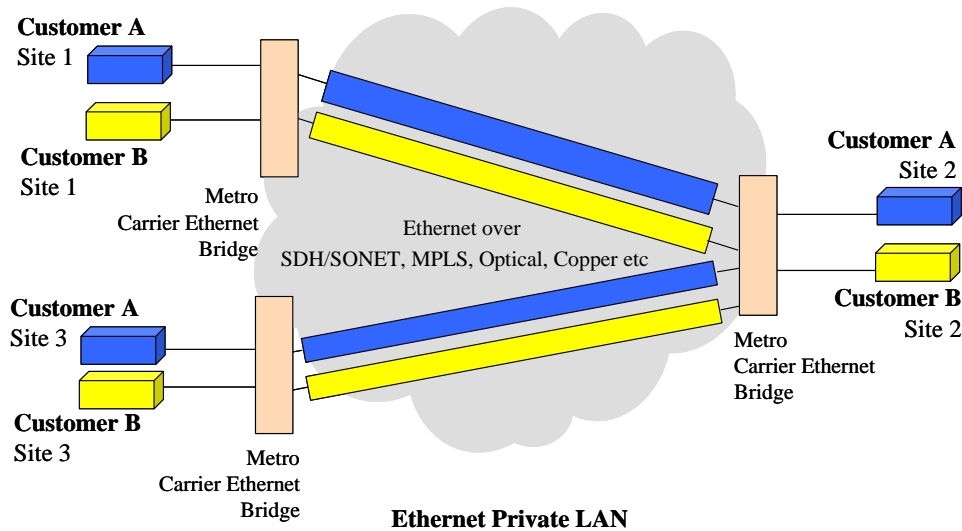 Customer A
Site 1
Customer B
Site 1
Metro
Carrier Ethernet
Bridge
Ethernet over
SDH/SONET, MPLS, Optical, Copper etc
Customer A
Site 2
Customer B
Site 2
Metro
Carrier Ethernet
Bridge
Customer A
Site 3
Customer B
Site 3
Metro
Carrier Ethernet
Bridge
Ethernet Private LAN